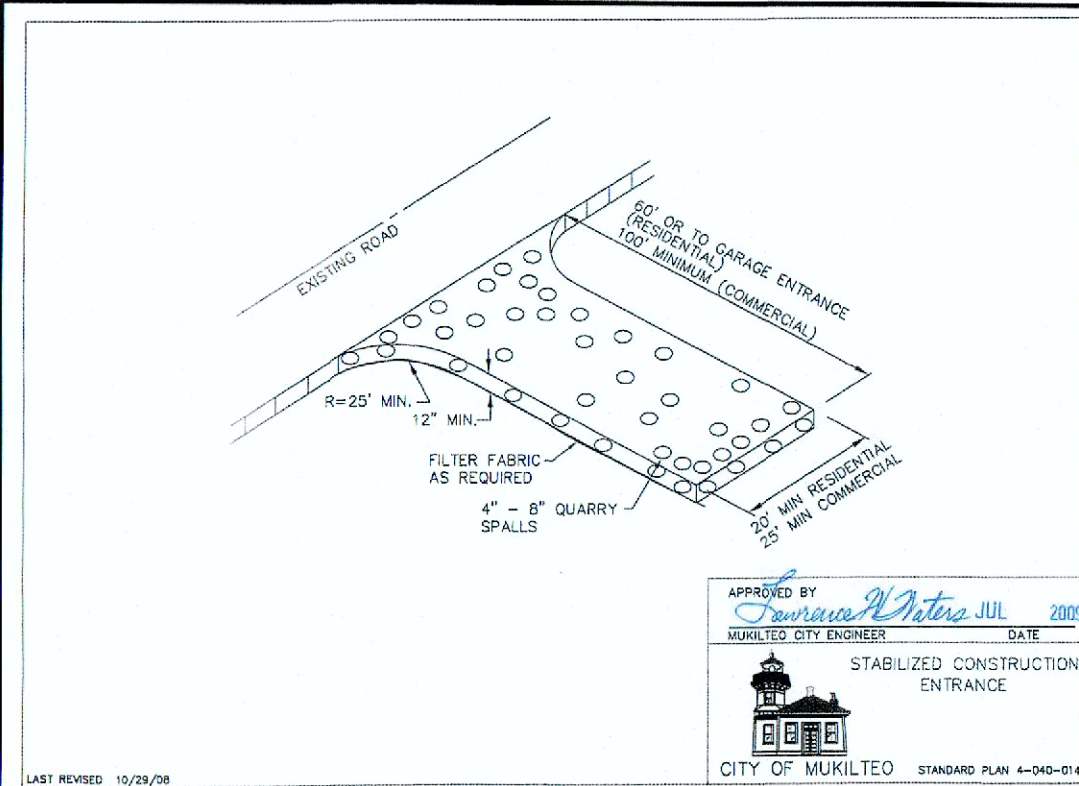 EXISTING ROAD
60' OR TO GARAGE ENTRANCE
(RESIDENTIAL)
100' MINIMUM (COMMERCIAL)
R=25' MIN.
12" MIN.
FILTER FABRIC
AS REQUIRED
4" - 8" QUARRY
SPALLS
20' MIN RESIDENTIAL
25' MIN COMMERCIAL
APPROVED BY
Lawrence W Waters JUL 2009
MUKILTEO CITY ENGINEER DATE
STABILIZED CONSTRUCTION
ENTRANCE
CITY OF MUKILTEO STANDARD PLAN 4-040-014
LAST REVISED 10/29/08